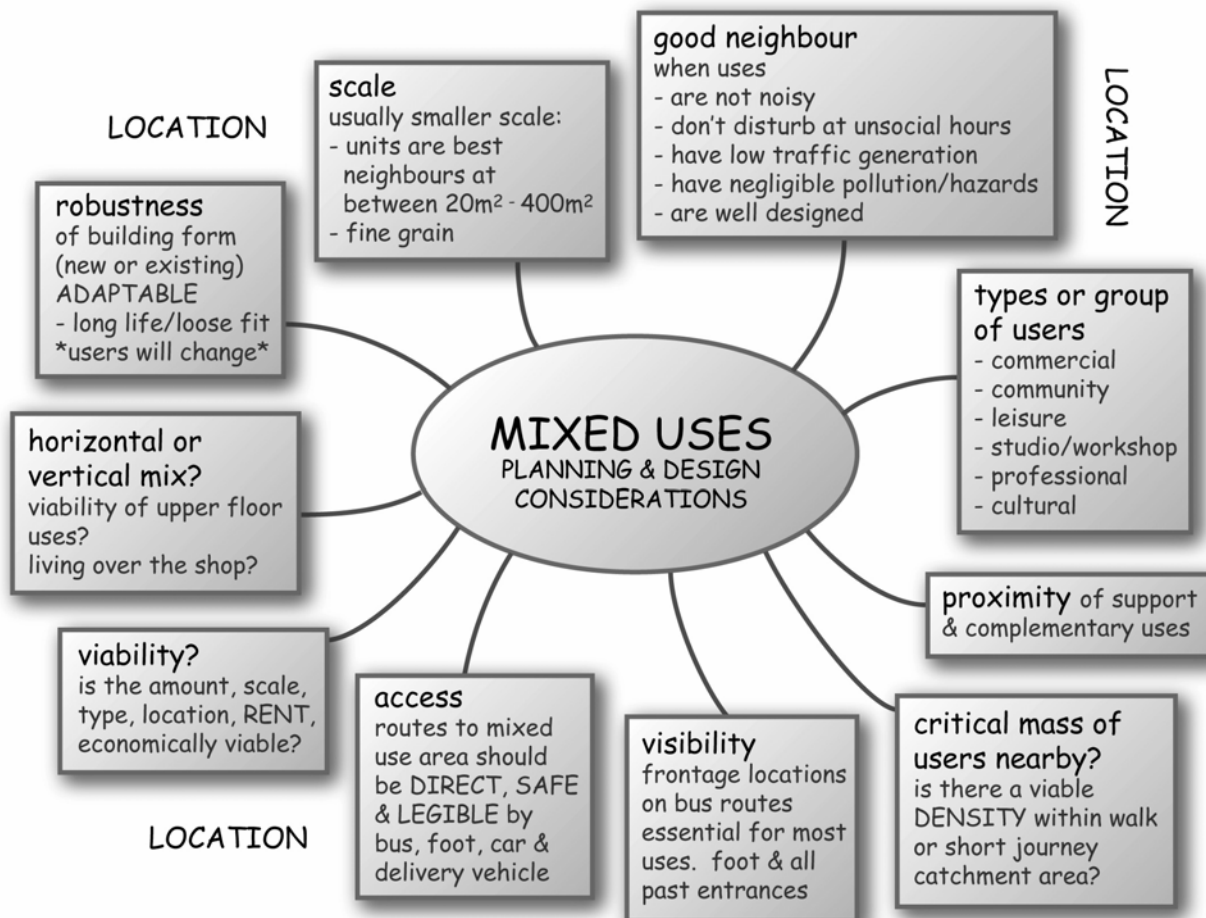 good neighbour
when uses
- are not noisy
- don't disturb at unsocial hours
- have low traffic generation
- have negligible pollution/hazards
- are well designed
LOCATION
scale
usually smaller scale:
- units are best
neighbours at
between 20m² - 400m²
- fine grain
LOCATION
robustness
of building form
(new or existing)
ADAPTABLE
- long life/loose fit
*users will change*
types or group
of users
- commercial
- community
- leisure
- studio/workshop
- professional
- cultural
MIXED USES
PLANNING & DESIGN
CONSIDERATIONS
horizontal or
vertical mix?
viability of upper floor
uses?
living over the shop?
proximity of support
& complementary uses
viability?
is the amount, scale,
type, location, RENT,
economically viable?
access
routes to mixed
use area should
be DIRECT, SAFE
& LEGIBLE by
bus, foot, car &
delivery vehicle
visibility
frontage locations
on bus routes
essential for most
uses. foot & all
past entrances
critical mass of
users nearby?
is there a viable
DENSITY within walk
or short journey
catchment area?
LOCATION